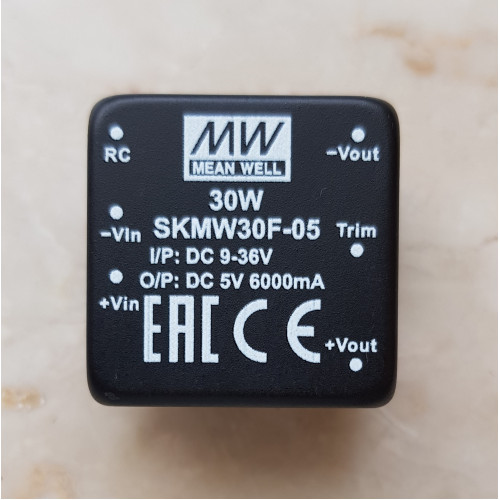 MW
MEAN WELL
RC
-Vout
30W
SKMW30F-05
-Vin
Trim
I/P: DC 9-36V
O/P: DC 5V 6000mA
+Vin
EAC CE
+Vout